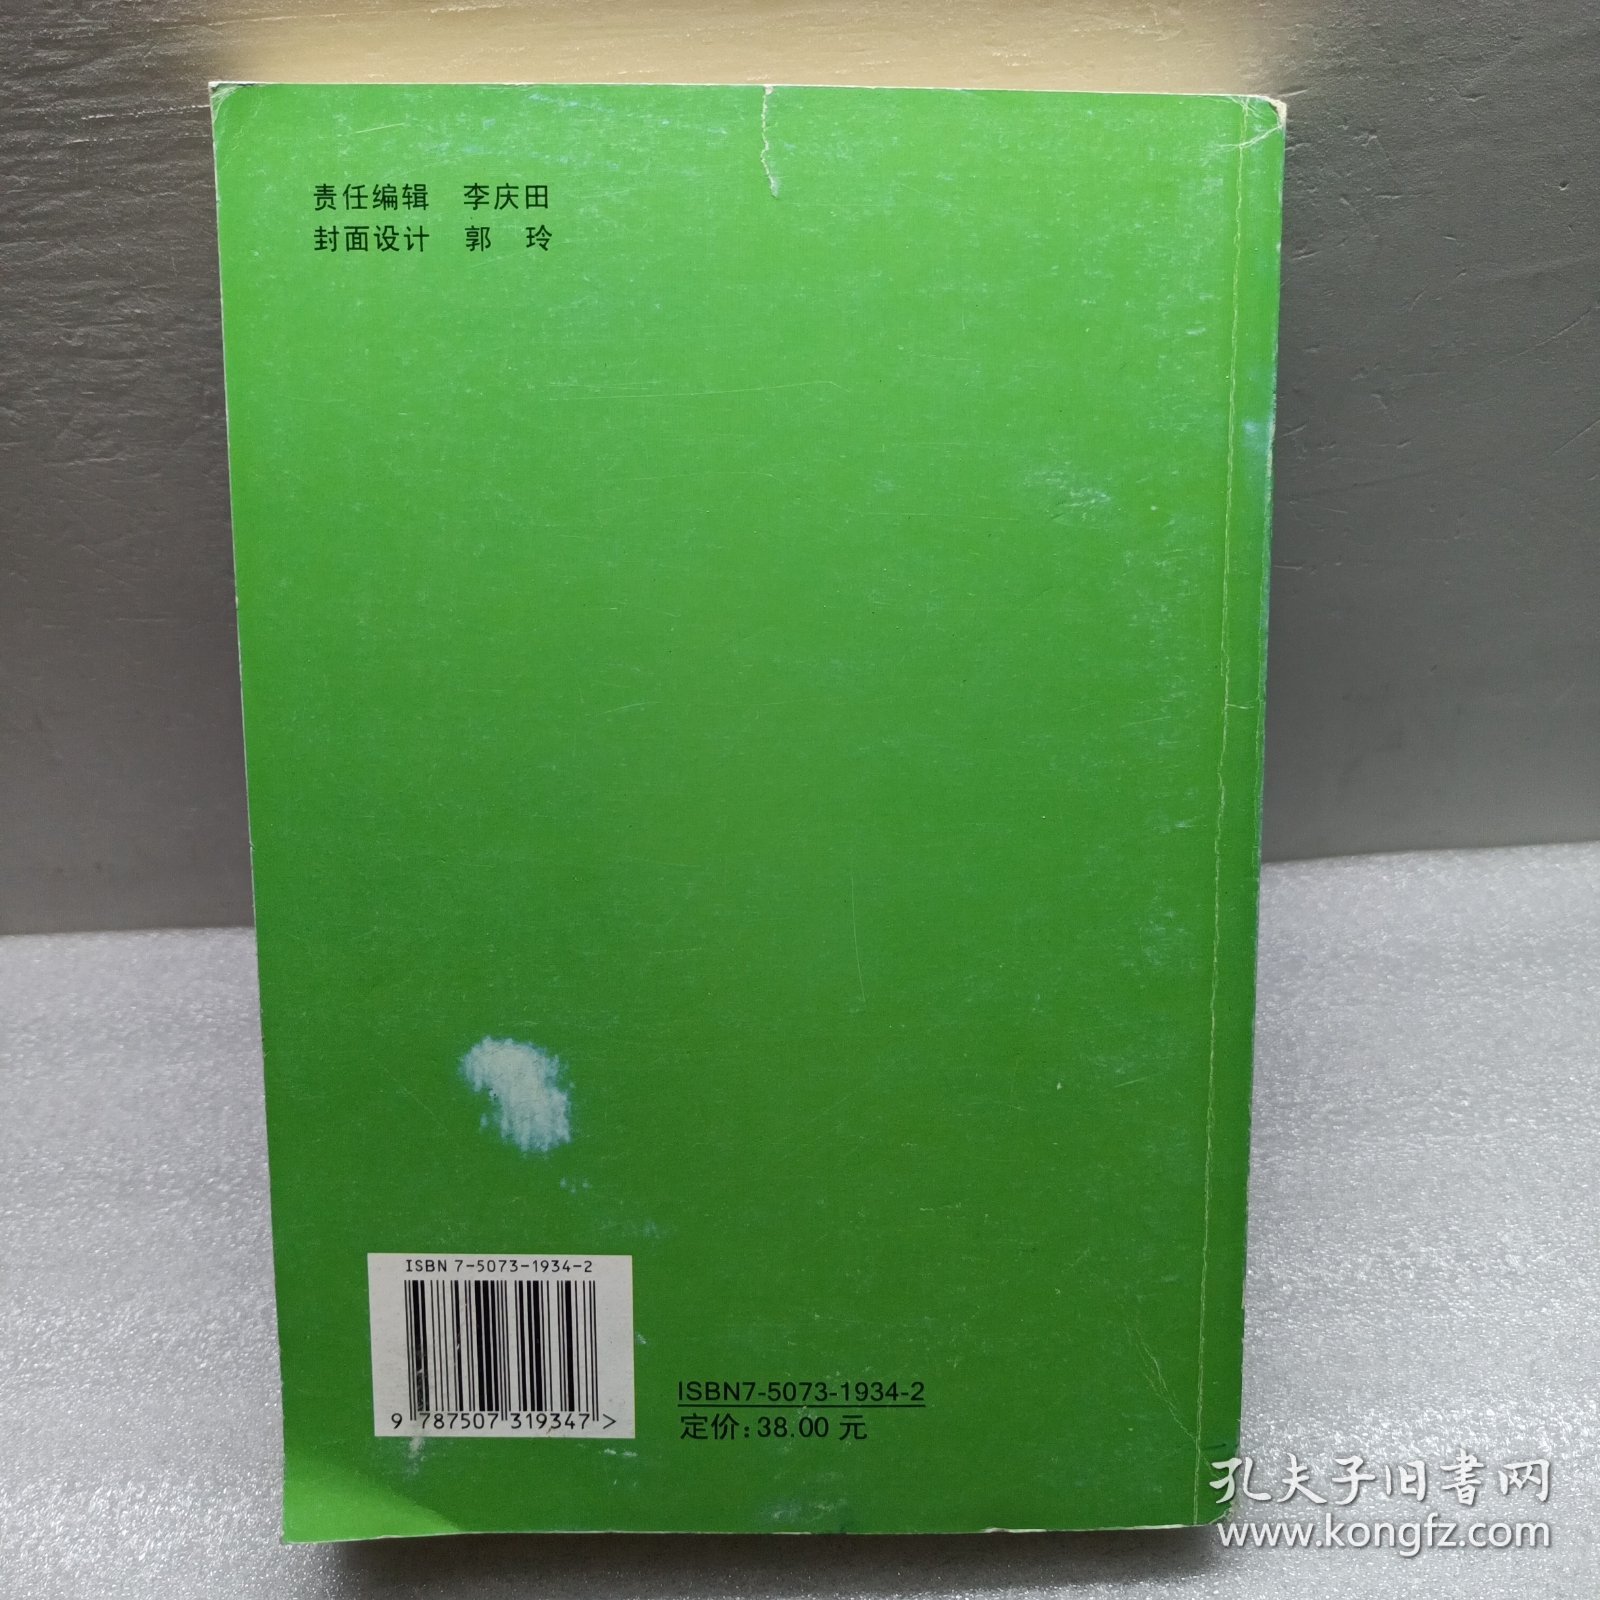 责任编辑 李庆田
封面设计 郭 玲
ISBN 7-5073-1934-2
9 787507 319347 >
ISBN7-5073-1934-2
定价:38.00 元
孔夫子旧书网
www.kongfz.com